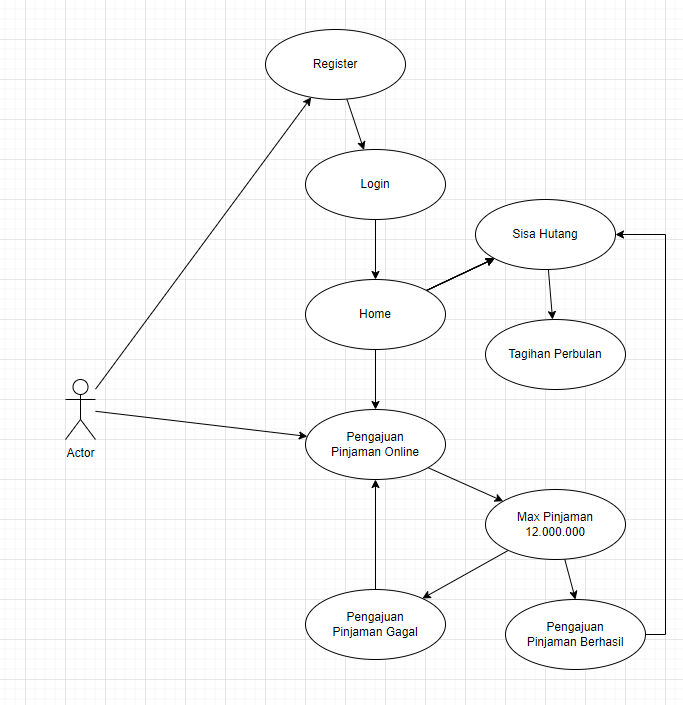 Register
Login
Sisa Hutang
Home
Tagihan Perbulan
Actor
Pengajuan
Pinjaman Online
Max Pinjaman
12.000.000
Pengajuan
Pinjaman Gagal
Pengajuan
Pinjaman Berhasil